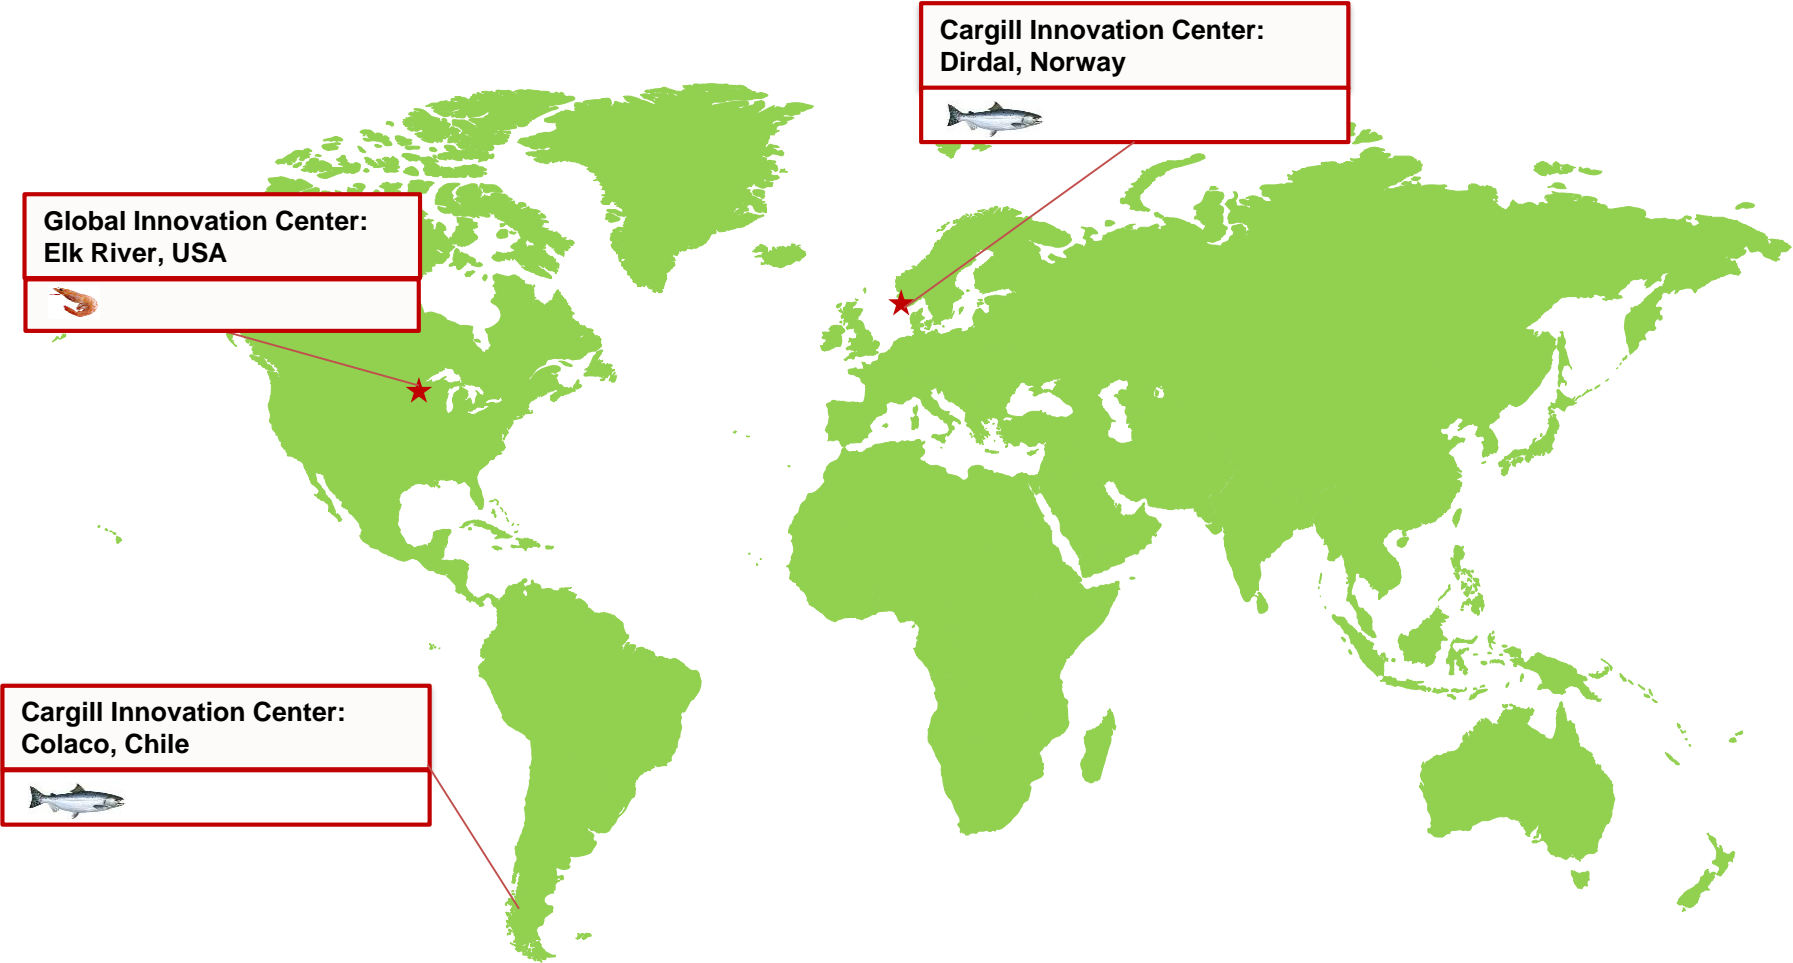 Cargill Innovation Center:
Dirdal, Norway
Global Innovation Center:
Elk River, USA
Cargill Innovation Center:
Colaco, Chile